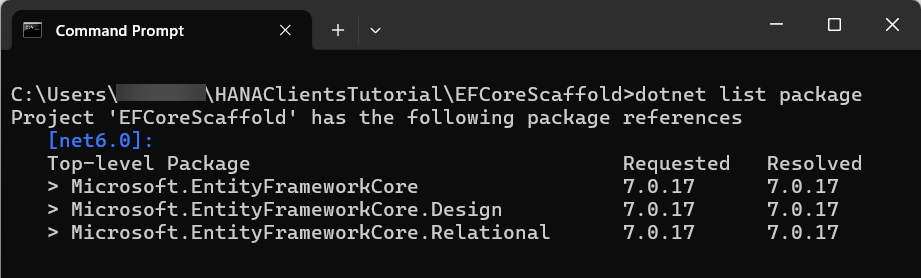 Command Prompt
C:\Users\ \HANAClientsTutorial\EFCoreScaffold>dotnet list package
Project 'EFCoreScaffold' has the following package references
[net6.0]:
Top-level Package Requested Resolved
> Microsoft.EntityFrameworkCore 7.0.17 7.0.17
> Microsoft.EntityFrameworkCore.Design 7.0.17 7.0.17
> Microsoft.EntityFrameworkCore.Relational 7.0.17 7.0.17